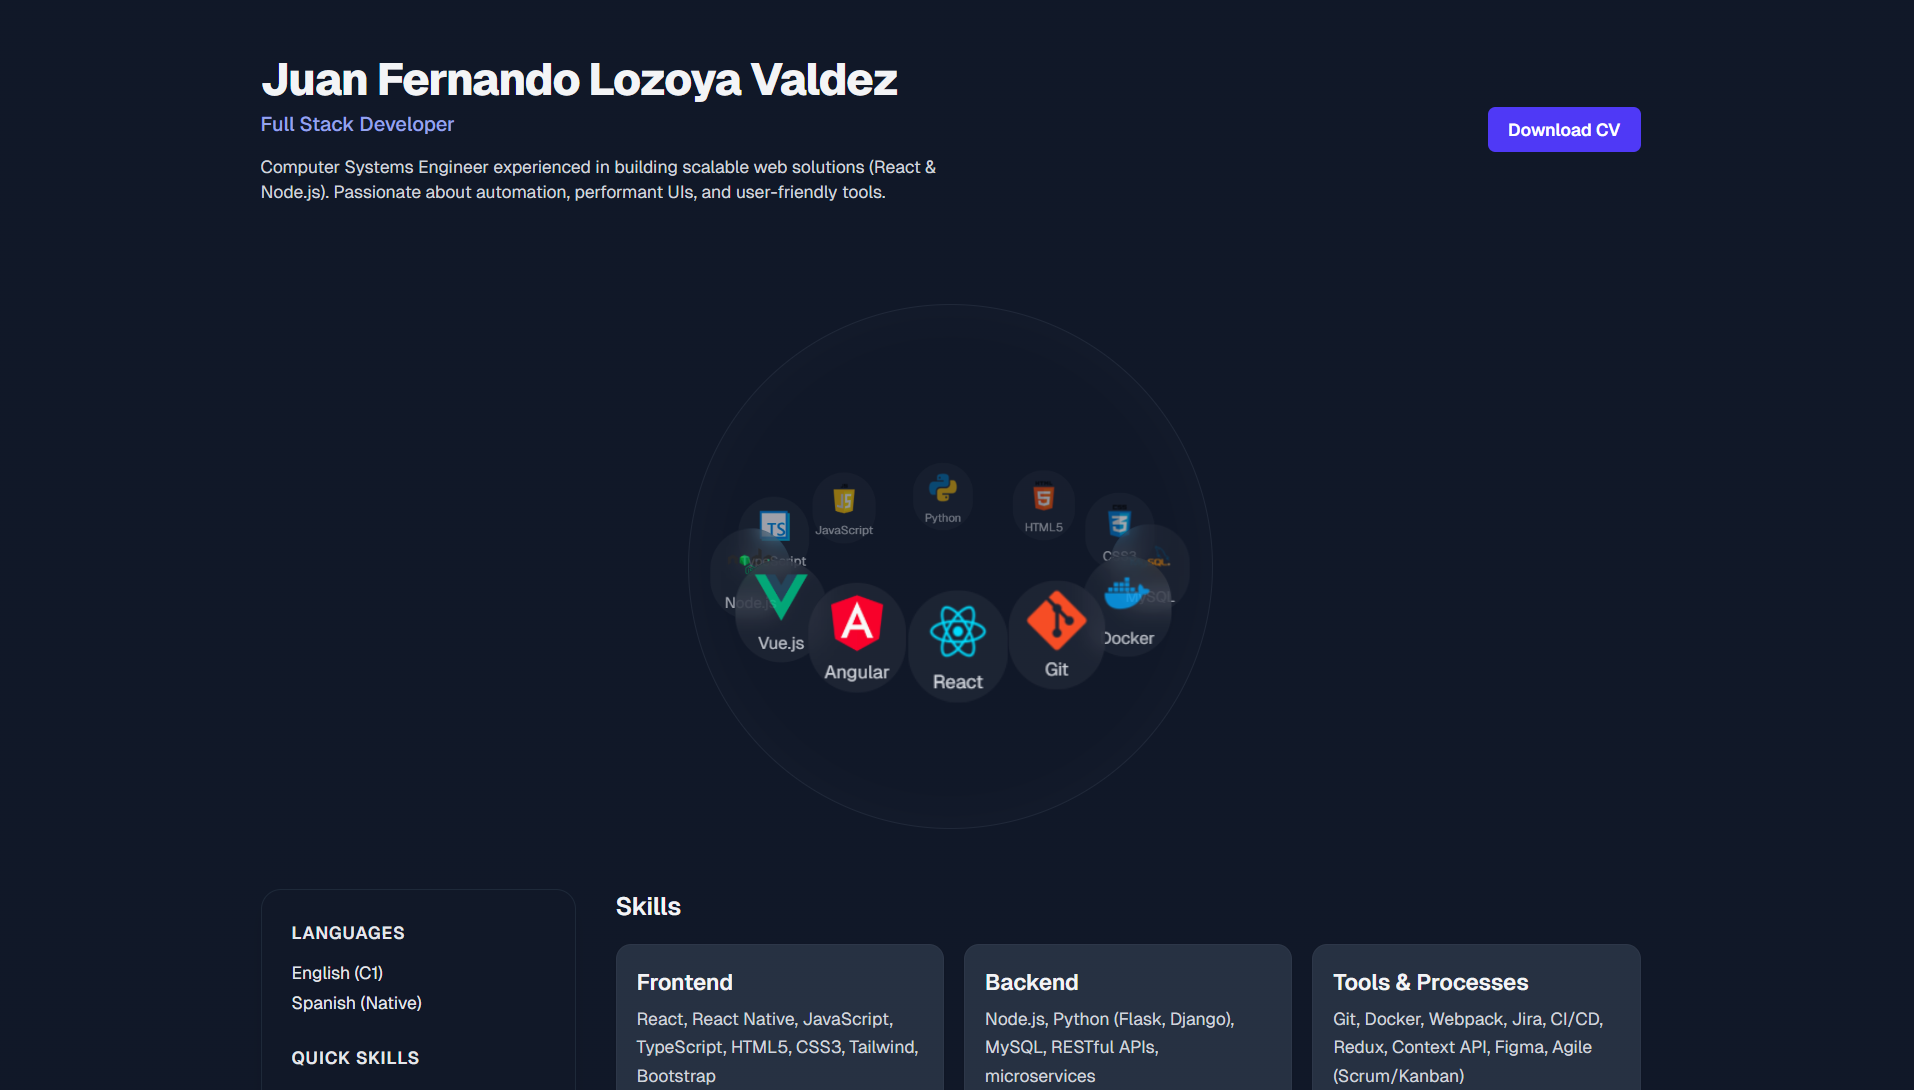 Juan Fernando Lozoya Valdez
Full Stack Developer
Download CV
Computer Systems Engineer experienced in building scalable web solutions (React &
Node.js). Passionate about automation, performant UIs, and user-friendly tools.
TS
JS
JavaScript
Python
5
HTML5
3
CSS3
Node.js
MySQL
Vue.js
Angular
React
Git
Docker
LANGUAGES
English (C1)
Spanish (Native)
QUICK SKILLS
Skills
Frontend
React, React Native, JavaScript,
TypeScript, HTML5, CSS3, Tailwind,
Bootstrap
Backend
Node.js, Python (Flask, Django),
MySQL, RESTful APIs,
microservices
Tools & Processes
Git, Docker, Webpack, Jira, CI/CD,
Redux, Context API, Figma, Agile
(Scrum/Kanban)